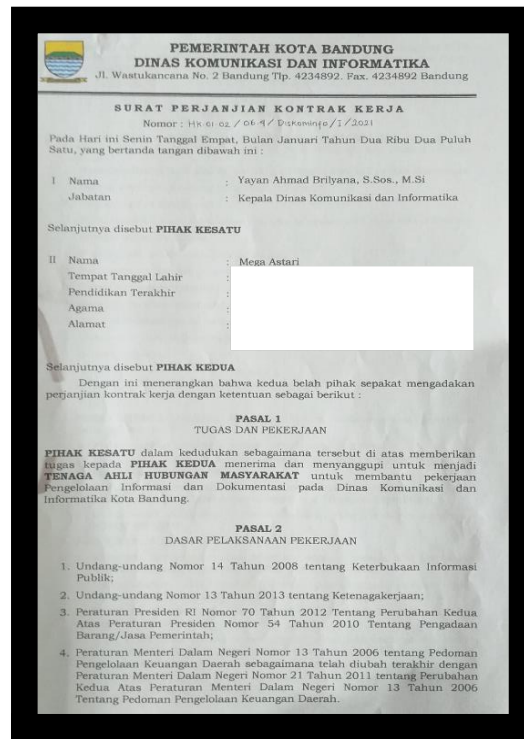 PEMERINTAH KOTA BANDUNG
DINAS KOMUNIKASI DAN INFORMATIKA
Jl. Wastukancana No. 2 Bandung Tlp. 4234892. Fax. 4234892 Bandung
SURAT PERJANJIAN KONTRAK KERJA
Nomor : HK 01 02 / 06.9 / Diskominfo / I / 2021
Pada Hari ini Senin Tanggal Empat, Bulan Januari Tahun Dua Ribu Dua Puluh
Satu, yang bertanda tangan dibawah ini :
I Nama : Yayan Ahmad Brilyana, S.Sos., M.Si
Jabatan : Kepala Dinas Komunikasi dan Informatika
Selanjutnya disebut PIHAK KESATU
II Nama : Mega Astari
Tempat Tanggal Lahir :
Pendidikan Terakhir :
Agama :
Alamat :
Selanjutnya disebut PIHAK KEDUA
Dengan ini menerangkan bahwa kedua belah pihak sepakat mengadakan
perjanjian kontrak kerja dengan ketentuan sebagai berikut :
PASAL 1
TUGAS DAN PEKERJAAN
PIHAK KESATU dalam kedudukan sebagaimana tersebut di atas memberikan
tugas kepada PIHAK KEDUA menerima dan menyanggupi untuk menjadi
TENAGA AHLI HUBUNGAN MASYARAKAT untuk membantu pekerjaan
Pengelolaan Informasi dan Dokumentasi pada Dinas Komunikasi dan
Informatika Kota Bandung.
PASAL 2
DASAR PELAKSANAAN PEKERJAAN
1. Undang-undang Nomor 14 Tahun 2008 tentang Keterbukaan Informasi
Publik;
2. Undang-undang Nomor 13 Tahun 2013 tentang Ketenagakerjaan;
3. Peraturan Presiden RI Nomor 70 Tahun 2012 Tentang Perubahan Kedua
Atas Peraturan Presiden Nomor 54 Tahun 2010 Tentang Pengadaan
Barang/Jasa Pemerintah;
4. Peraturan Menteri Dalam Negeri Nomor 13 Tahun 2006 tentang Pedoman
Pengelolaan Keuangan Daerah sebagaimana telah diubah terakhir dengan
Peraturan Menteri Dalam Negeri Nomor 21 Tahun 2011 tentang Perubahan
Kedua Atas Peraturan Menteri Dalam Negeri Nomor 13 Tahun 2006
Tentang Pedoman Pengelolaan Keuangan Daerah.